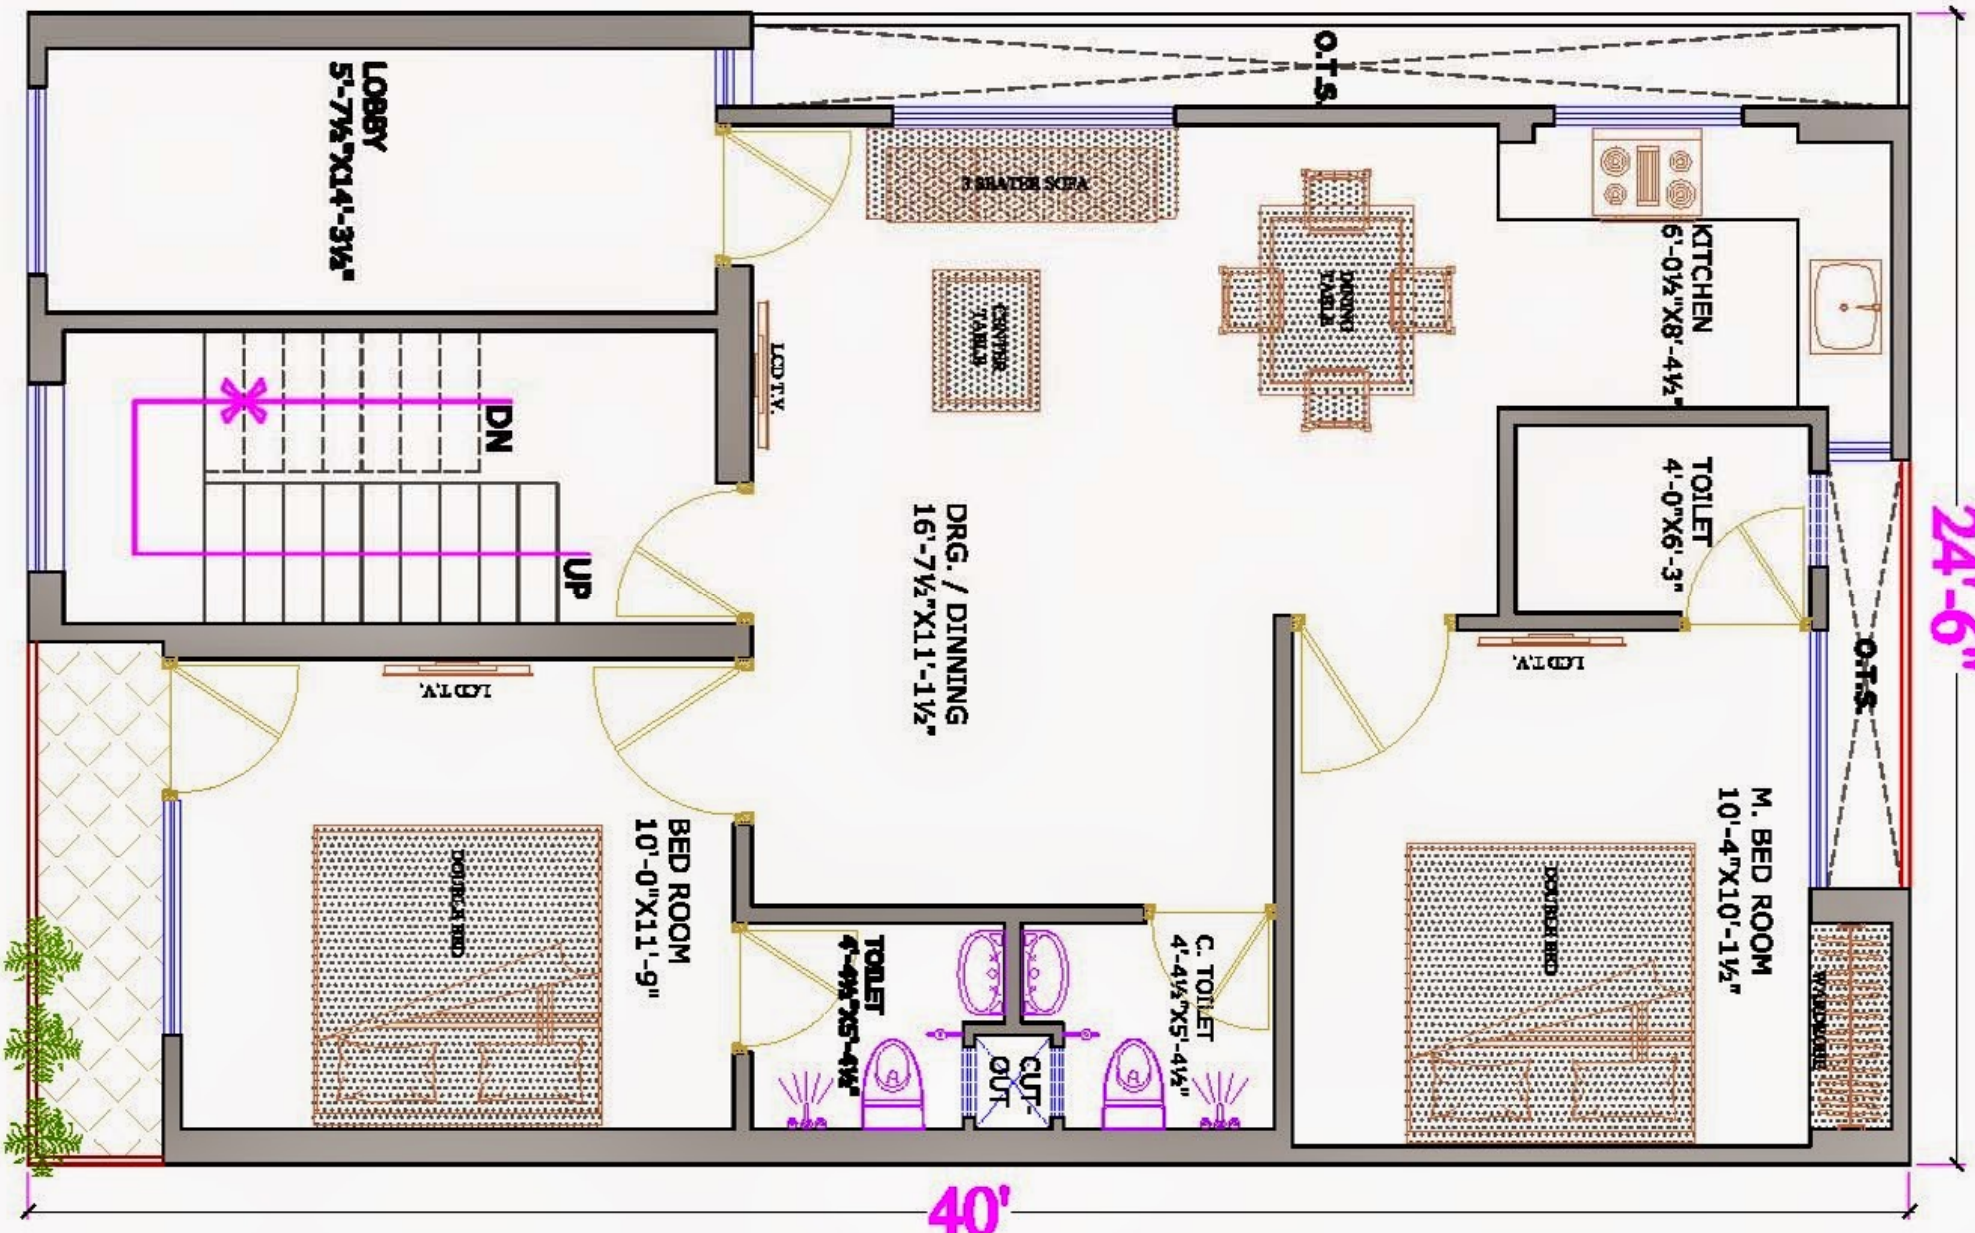 O.T.S.
LOBBY
5'-7½"X14'-3½"
3 SEATER SOFA
KITCHEN
6'-0½"X8'-4½"
DINING
TABLE
CENTER
TABLE
LCD T.V.
DN
UP
TOILET
4'-0"X6'-3"
24'-6"
DRG. / DINNING
16'-7½"X11'-1½"
O.T.S.
LCD T.V.
LCD T.V.
M. BED ROOM
10'-4"X10'-1½"
BED ROOM
10'-0"X11'-9"
DOUBLE BED
DOUBLE BED
TOILET
4'-4½"X5'-4½"
C. TOILET
4'-4½"X5'-4½"
WARDROBE
CUT-
OUT
40'